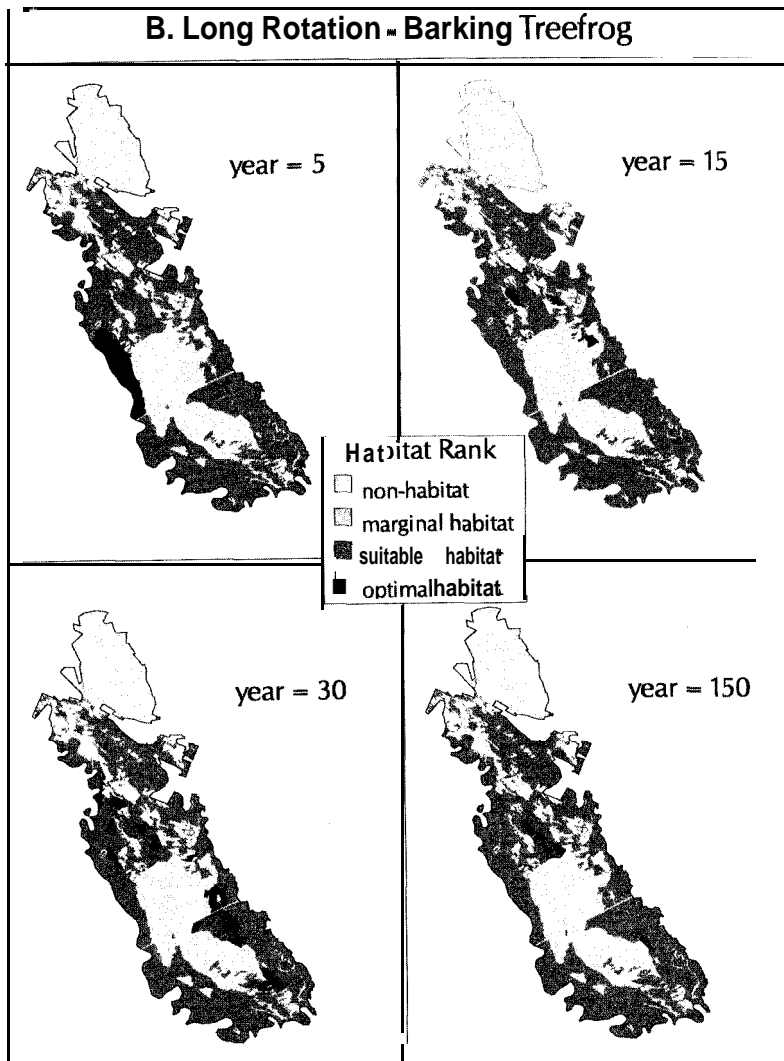 B. Long Rotation - Barking Treefrog
year = 5
year = 15
Habitat Rank
non-habitat
marginal habitat
suitable habitat
optimal habitat
year = 30
year = 150